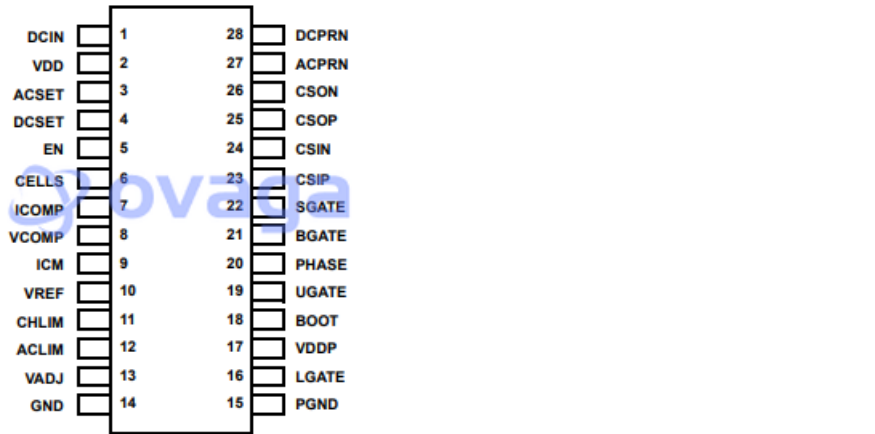 DCIN 1 28 DCPRN
VDD 2 27 ACPRN
ACSET 3 26 CSON
DCSET 4 25 CSOP
EN 5 24 CSIN
CELLS 6 23 CSIP
ICOMP 7 22 SGATE
VCOMP 8 21 BGATE
ICM 9 20 PHASE
VREF 10 19 UGATE
CHLIM 11 18 BOOT
ACLIM 12 17 VDDP
VADJ 13 16 LGATE
GND 14 15 PGND
ovaga